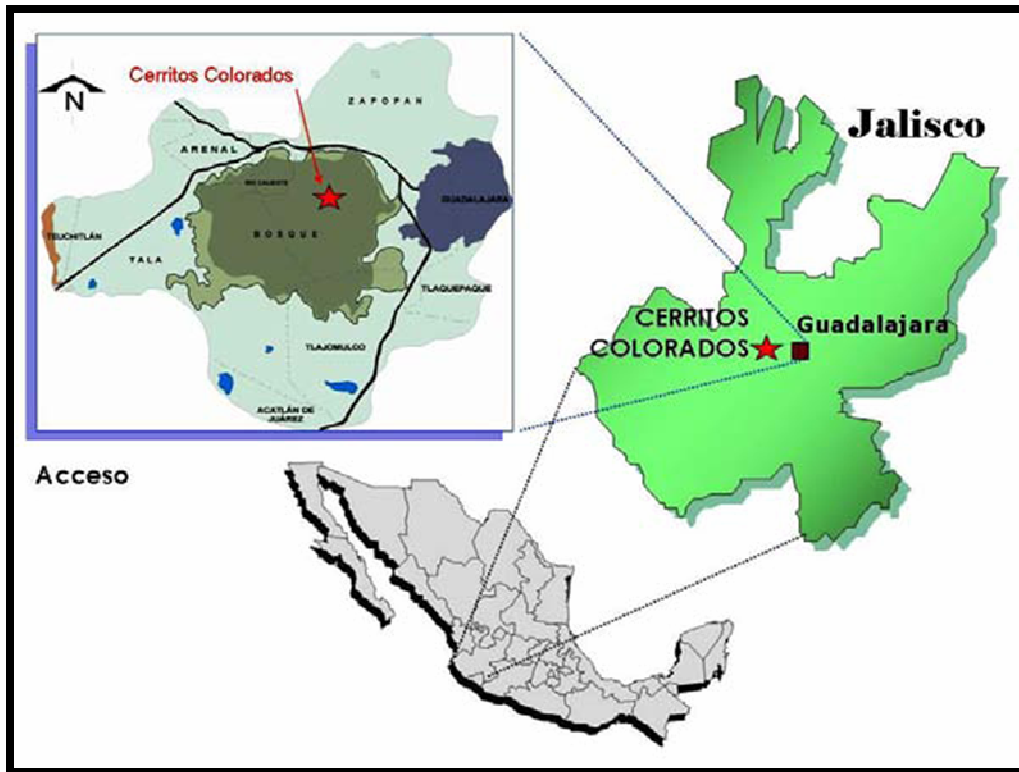 Cerritos Colorados
N
ZAPOPAN
ARENAL
GUADALAJARA
BOSQUE
TEUCHITLÁN
TALA
TLAQUEPAQUE
TLAJOMULCO
ACATLÁN DE
JUÁREZ
Jalisco
CERRITOS
COLORADOS
Guadalajara
Acceso